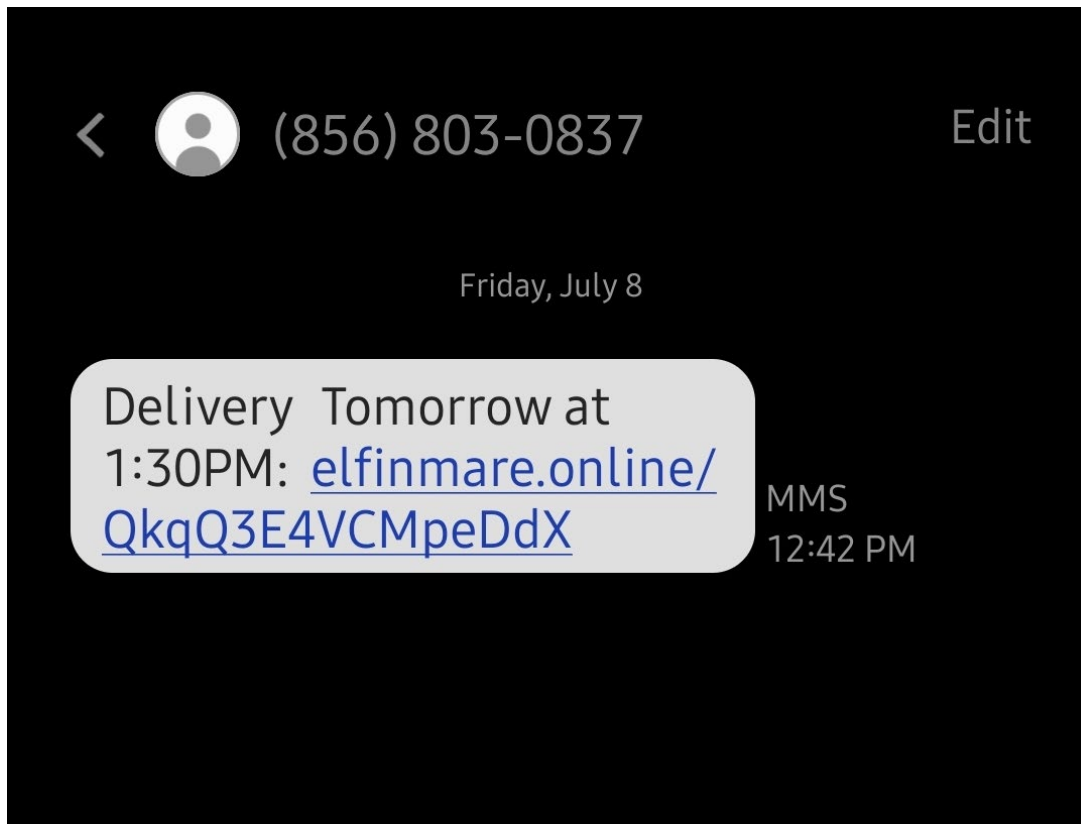 (856) 803-0837
Edit
Friday, July 8
Delivery  Tomorrow at
1:30PM:  elfinmare.online/
QkqQ3E4VCMpeDdX
MMS
12:42 PM